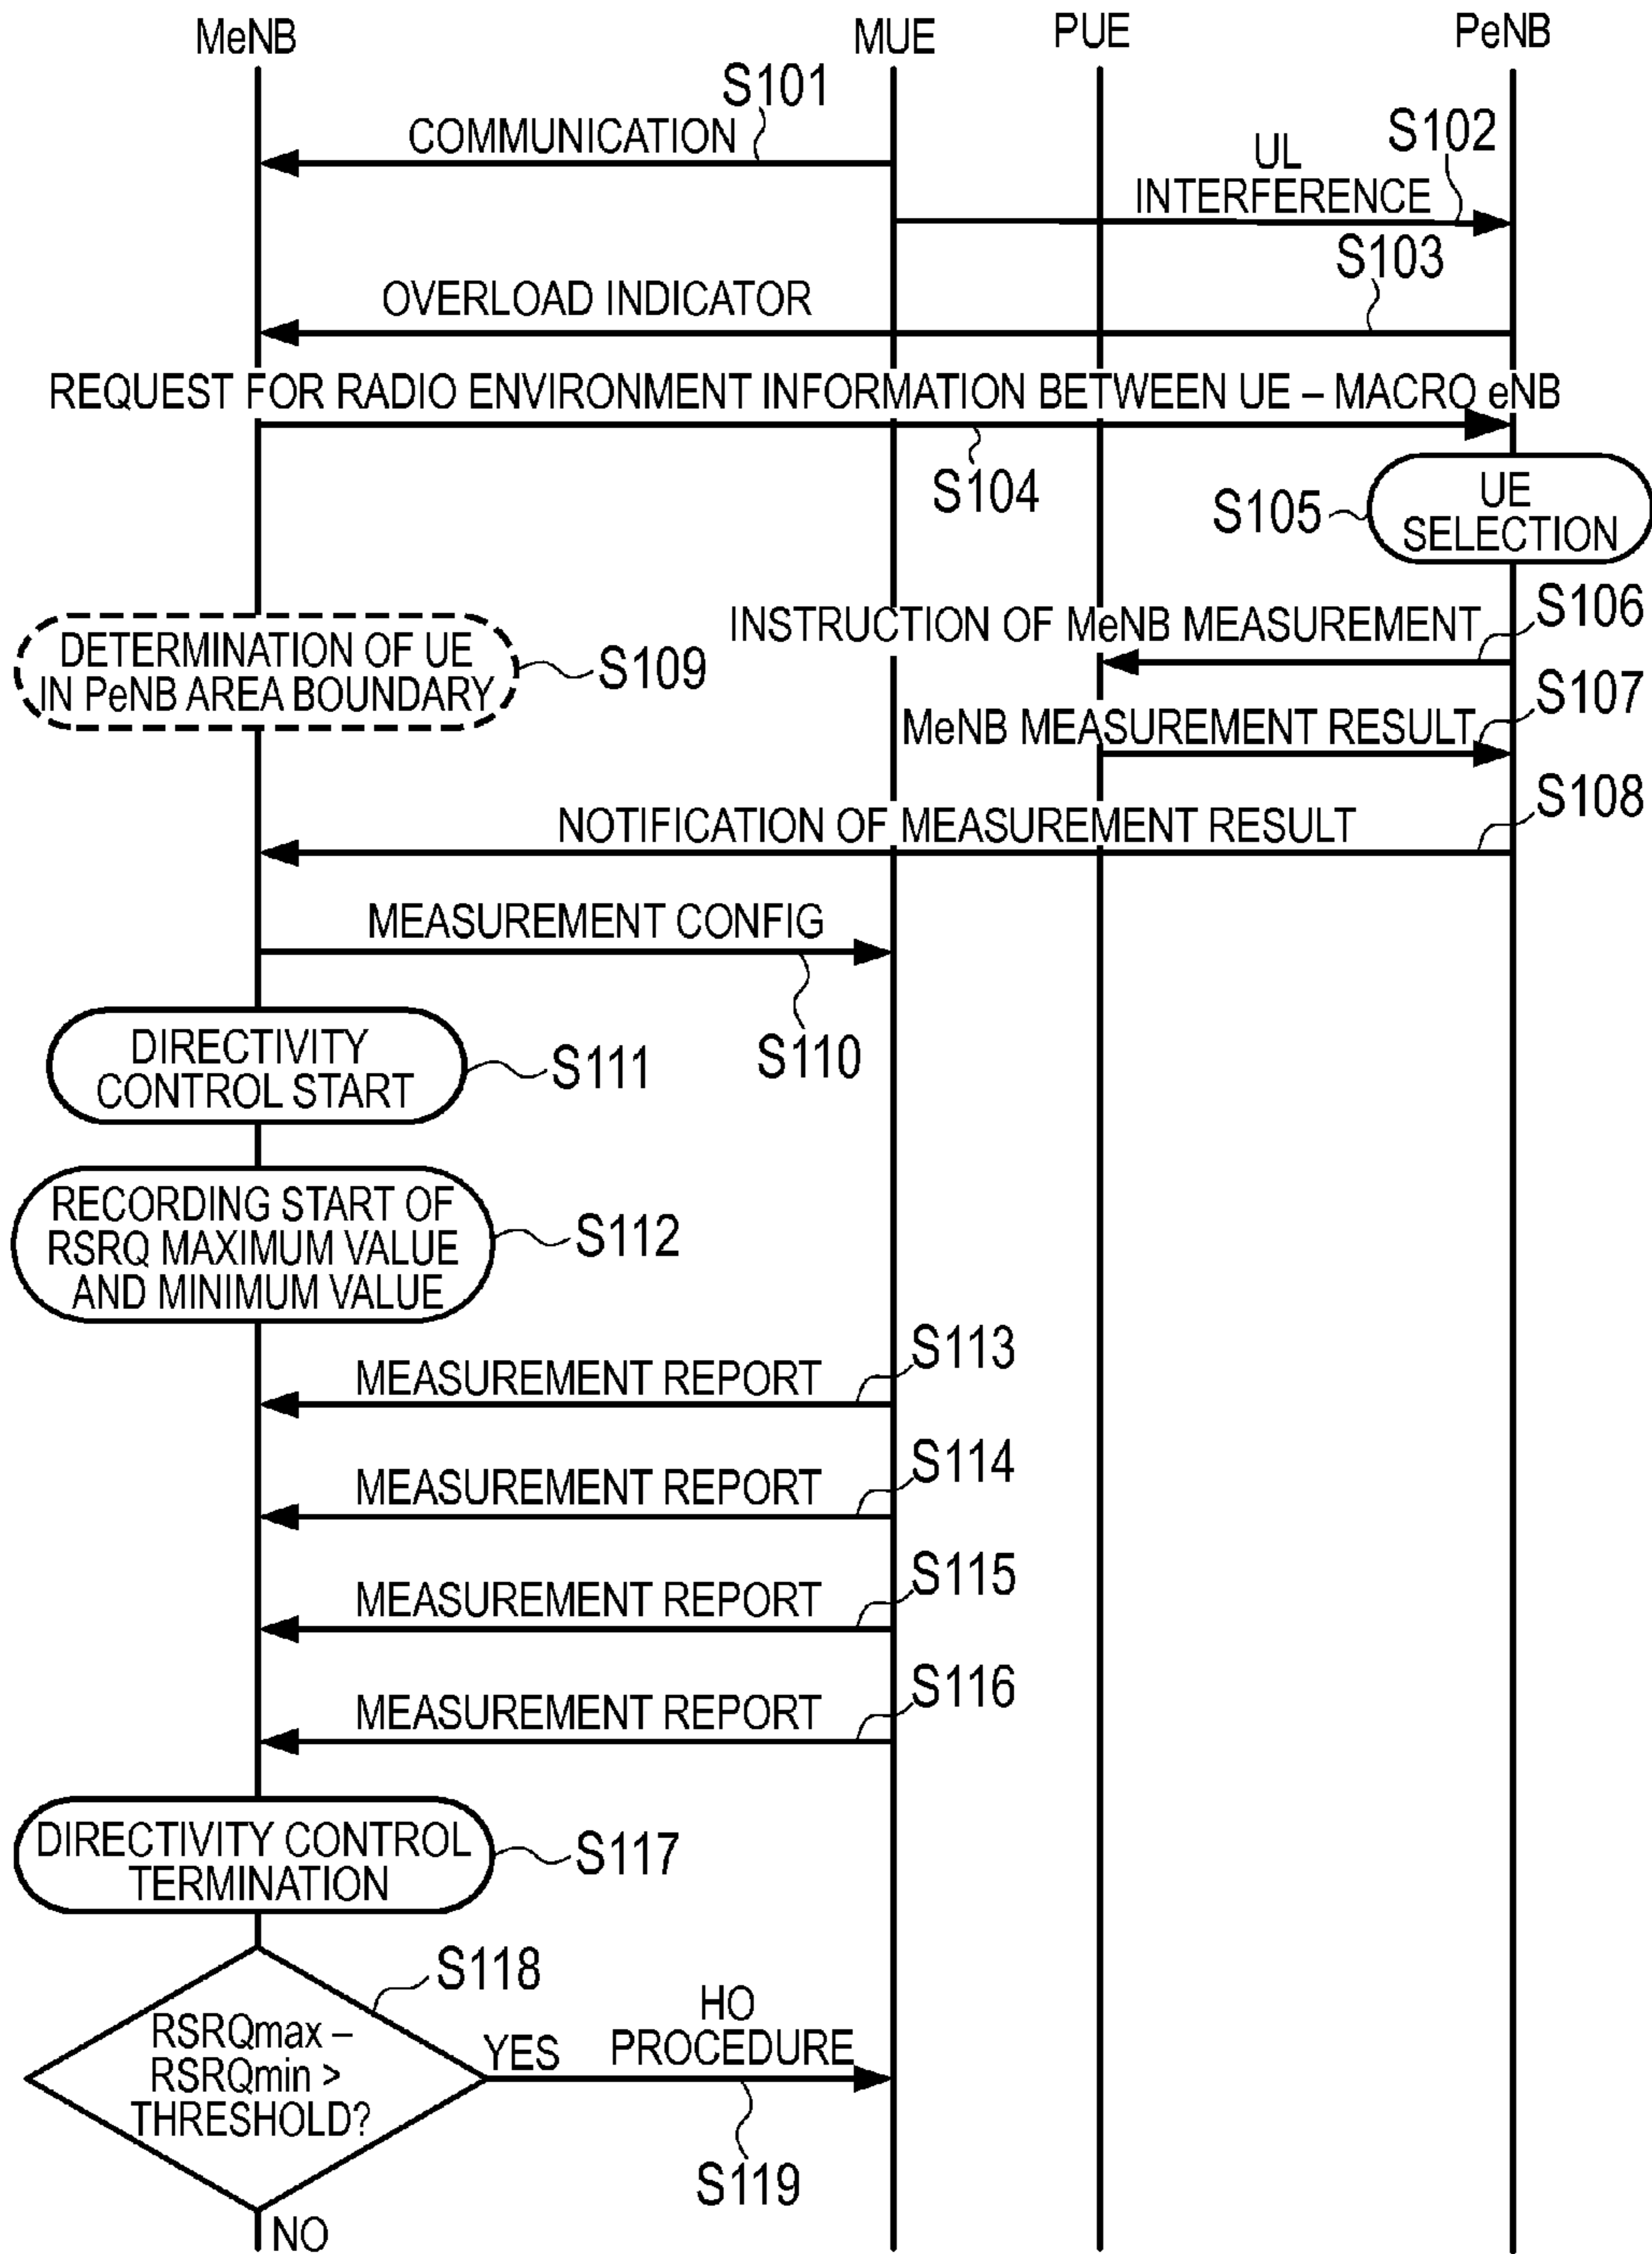 MeNB
MUE
PUE
PeNB
S101
COMMUNICATION
S102
UL
INTERFERENCE
S103
OVERLOAD INDICATOR
REQUEST FOR RADIO ENVIRONMENT INFORMATION BETWEEN UE – MACRO eNB
S104
S105
UE
SELECTION
S106
INSTRUCTION OF MeNB MEASUREMENT
DETERMINATION OF UE
IN PeNB AREA BOUNDARY
S109
S107
MeNB MEASUREMENT RESULT
S108
NOTIFICATION OF MEASUREMENT RESULT
MEASUREMENT CONFIG
S110
DIRECTIVITY
CONTROL START
S111
RECORDING START OF
RSRQ MAXIMUM VALUE
AND MINIMUM VALUE
S112
S113
MEASUREMENT REPORT
S114
MEASUREMENT REPORT
S115
MEASUREMENT REPORT
S116
MEASUREMENT REPORT
DIRECTIVITY CONTROL
TERMINATION
S117
S118
RSRQmax –
RSRQmin >
THRESHOLD?
YES
HO
PROCEDURE
S119
NO